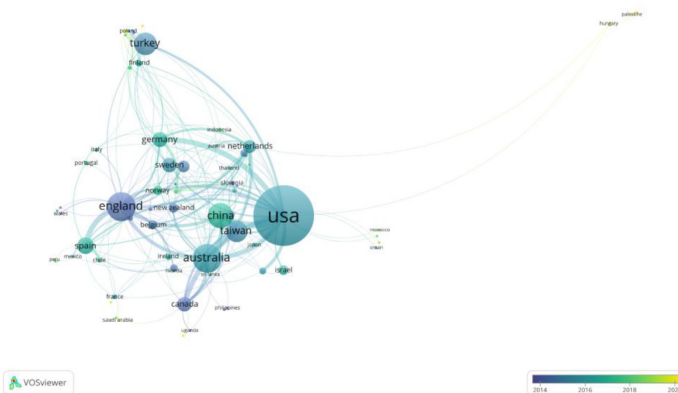 palestine
hungary
poland
turkey
finland
indonesia
germany
austria
netherlands
italy
portugal
sweden
thailand
slovenia
norway
england
wales
new zealand
china
usa
belgium
taiwan
morocco
spain
japan
oman
peru
mexico
chile
ireland
australia
israel
france
canada
philippines
saudi arabia
uganda
VOSviewer
2014 2016 2018